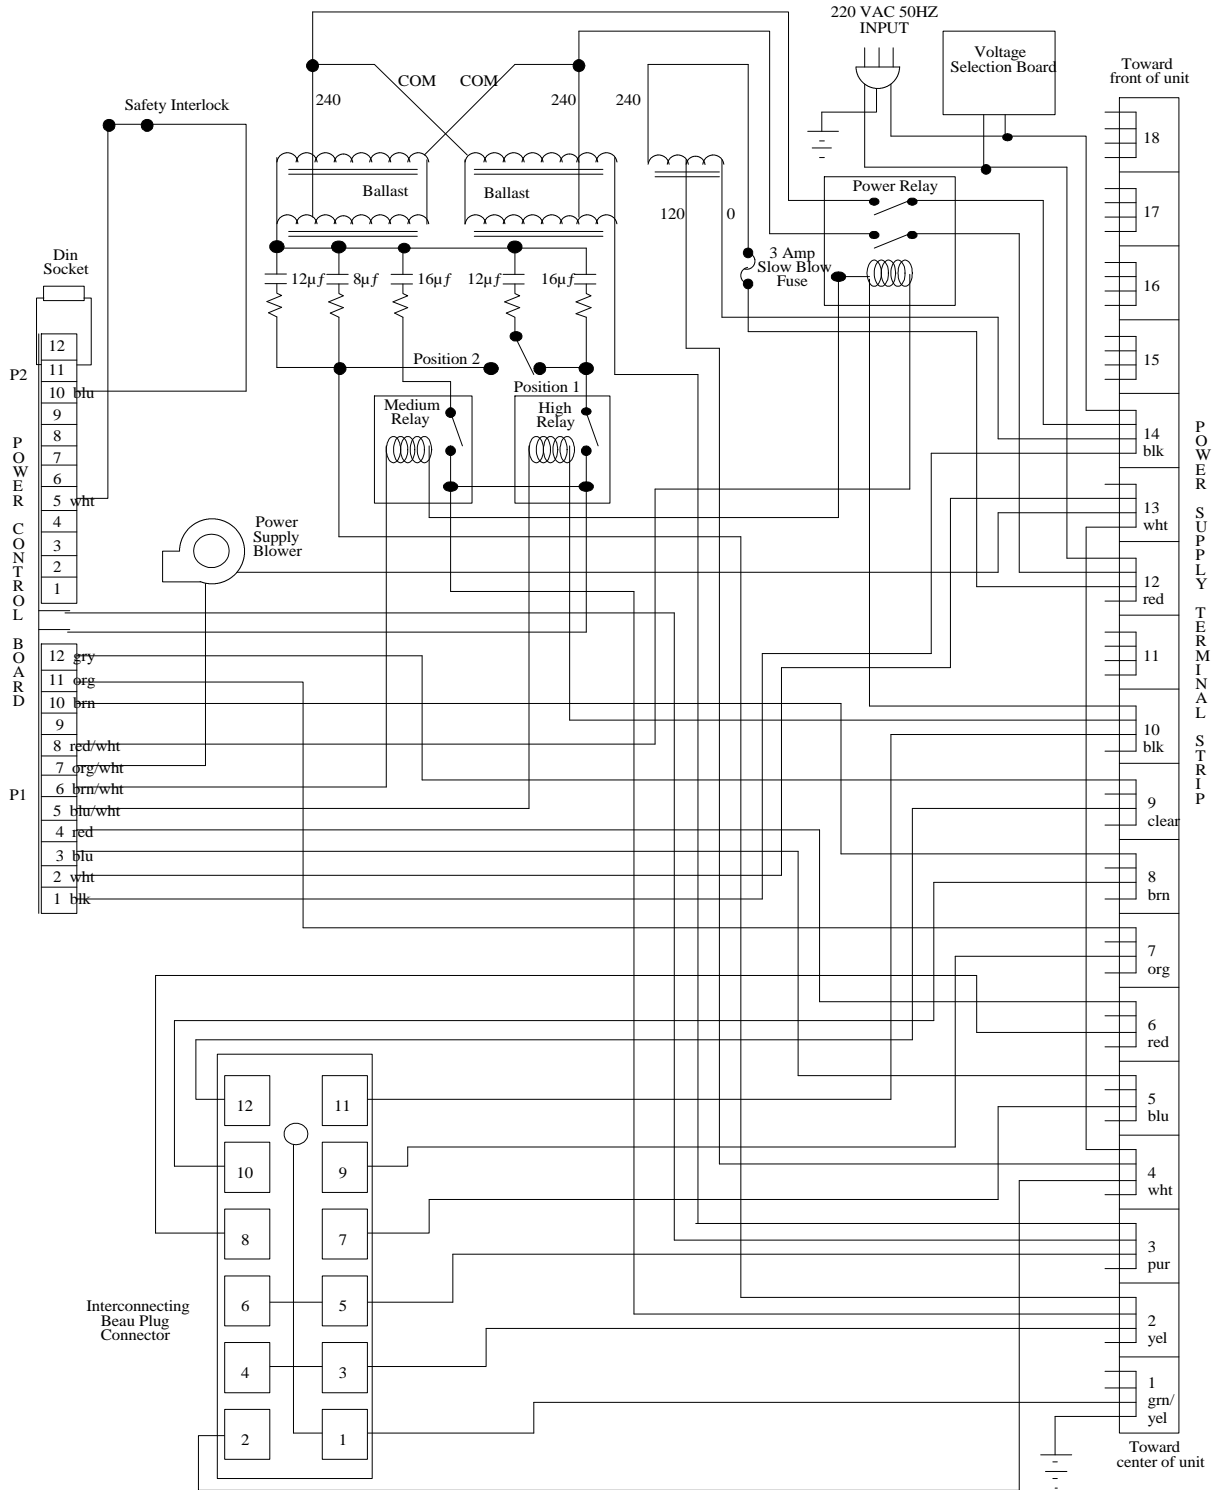 220 VAC 50HZ
INPUT
Voltage
Selection Board
Toward
front of unit
COM
COM
240
240
240
Safety Interlock
Ballast
Ballast
Power Relay
120
0
3 Amp
Slow Blow
Fuse
12µf
8µf
16µf
12µf
16µf
Din
Socket
Position 2
Position 1
Medium
Relay
High
Relay
Power
Supply
Blower
P2
12
11
10 blu
9
8
7
6
5 wht
4
3
2
1
POWER CONTROL BOARD
12 gry
11 org
10 brn
9
8 red/wht
7 org/wht
6 brn/wht
5 blu/wht
4 red
3 blu
2 wht
1 blk
P1
18
17
16
15
14
blk
13
wht
12
red
11
10
blk
9
clear
8
brn
7
org
6
red
5
blu
4
wht
3
pur
2
yel
1
grn/
yel
POWER SUPPLY TERMINAL STRIP
Toward
center of unit
Interconnecting
Beau Plug
Connector
12
11
10
9
8
7
6
5
4
3
2
1